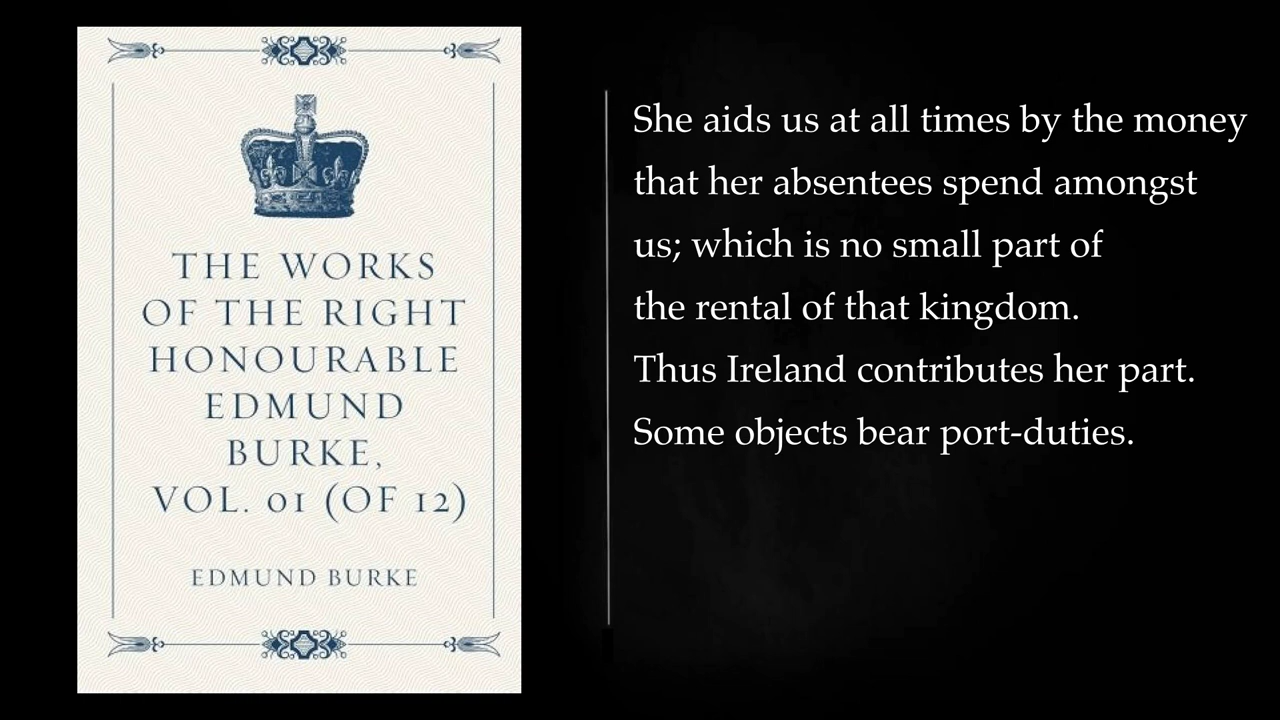 THE WORKS
OF THE RIGHT
HONOURABLE
EDMUND
BURKE,
VOL. 01 (OF 12)
EDMUND BURKE
She aids us at all times by the money
that her absentees spend amongst
us; which is no small part of
the rental of that kingdom.
Thus Ireland contributes her part.
Some objects bear port-duties.